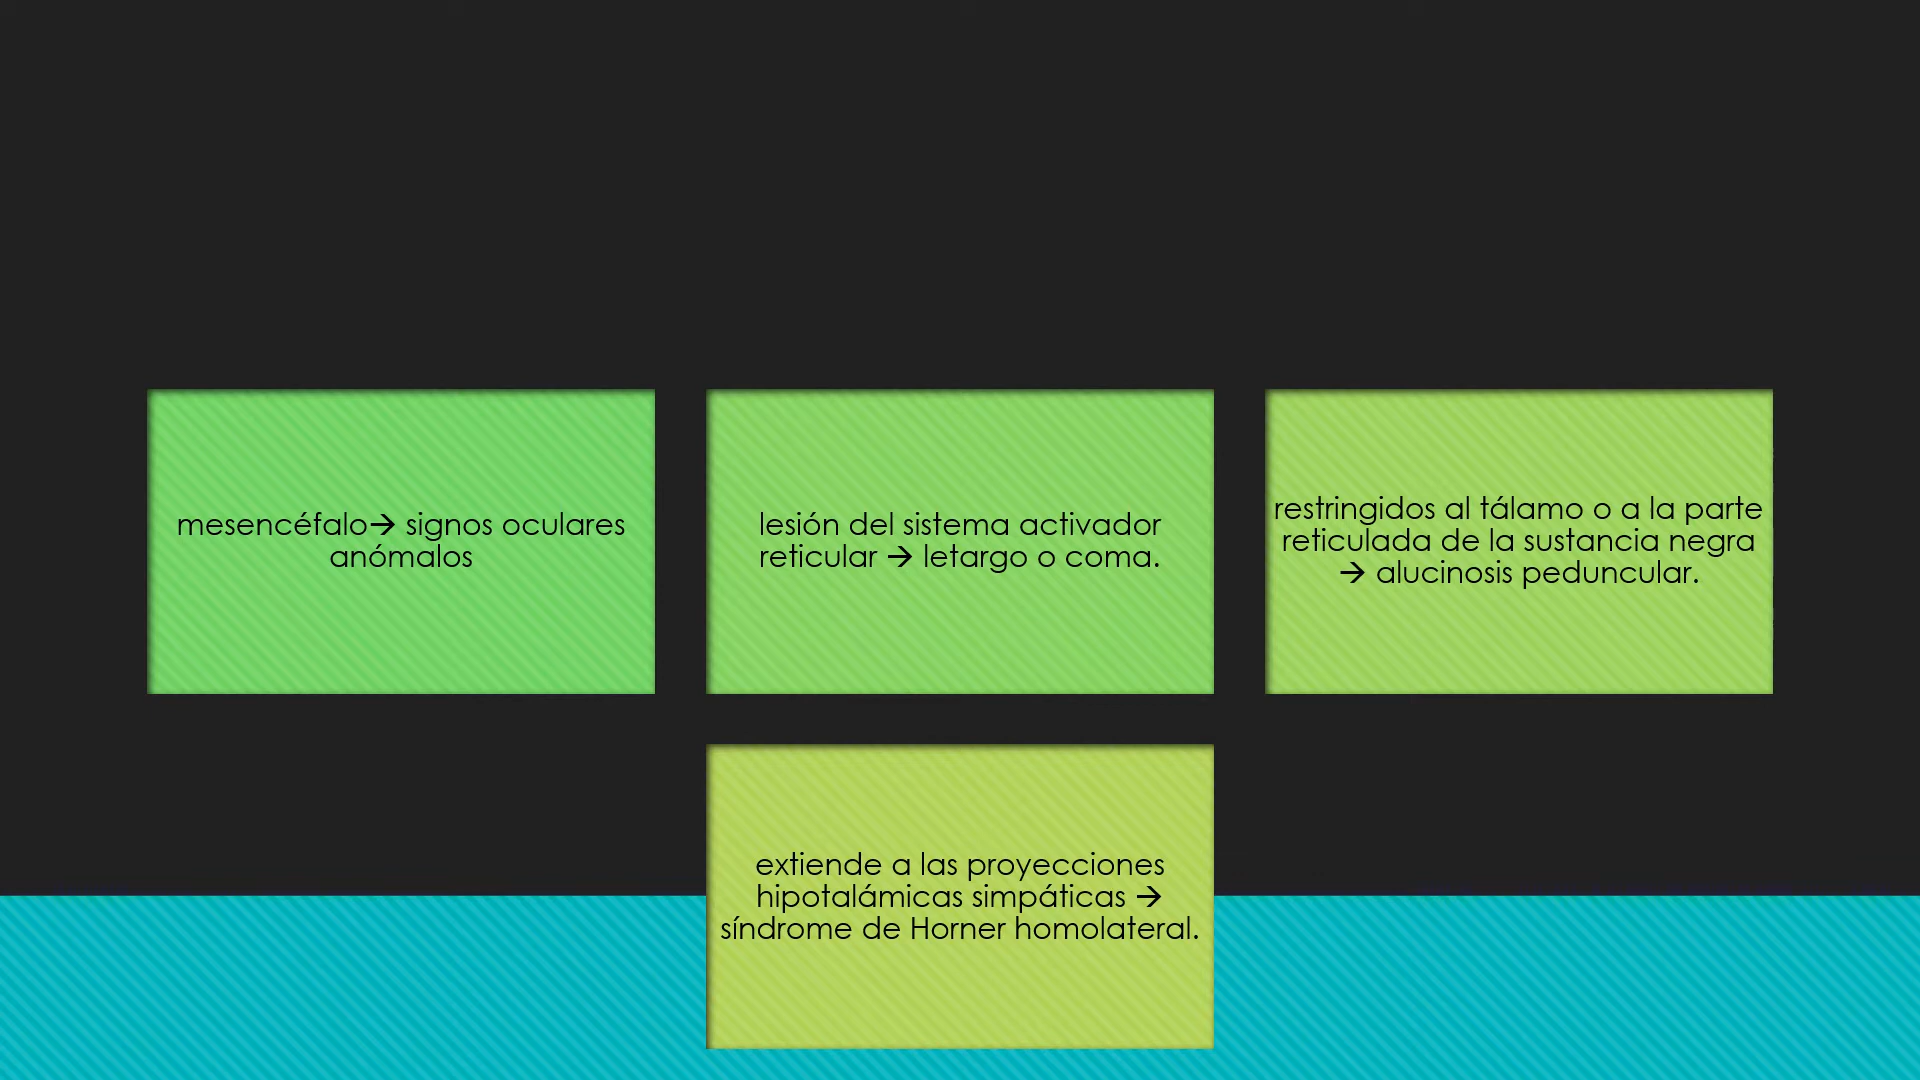 mesencéfalo→ signos oculares
anómalos
lesión del sistema activador
reticular → letargo o coma.
restringidos al tálamo o a la parte
reticulada de la sustancia negra
→ alucinosis peduncular.
extiende a las proyecciones
hipotalámicas simpáticas →
síndrome de Horner homolateral.